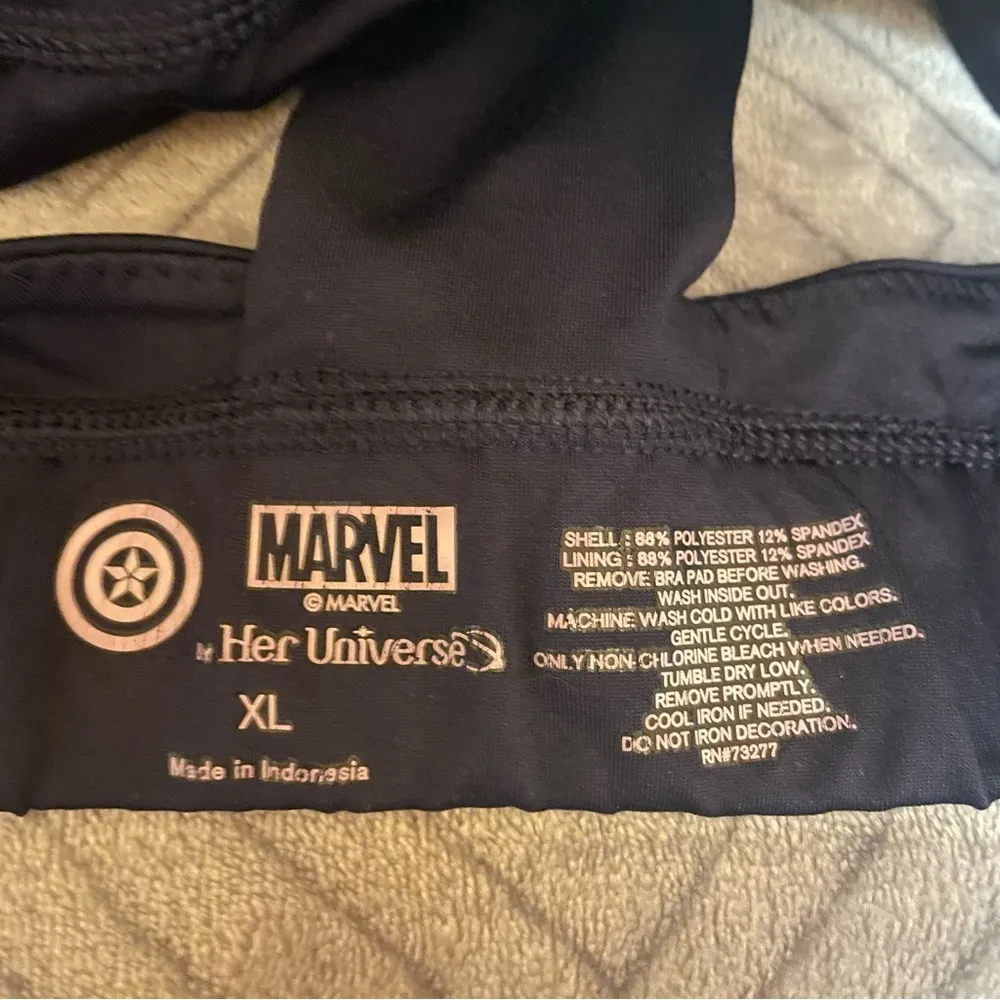 MARVEL
© MARVEL
by Her Universe
XL
Made in Indonesia
SHELL : 88% POLYESTER 12% SPANDEX
LINING : 88% POLYESTER 12% SPANDEX
REMOVE BRA PAD BEFORE WASHING.
WASH INSIDE OUT.
MACHINE WASH COLD WITH LIKE COLORS.
GENTLE CYCLE.
ONLY NON-CHLORINE BLEACH WHEN NEEDED.
TUMBLE DRY LOW.
REMOVE PROMPTLY.
COOL IRON IF NEEDED.
DO NOT IRON DECORATION.
RN#73277